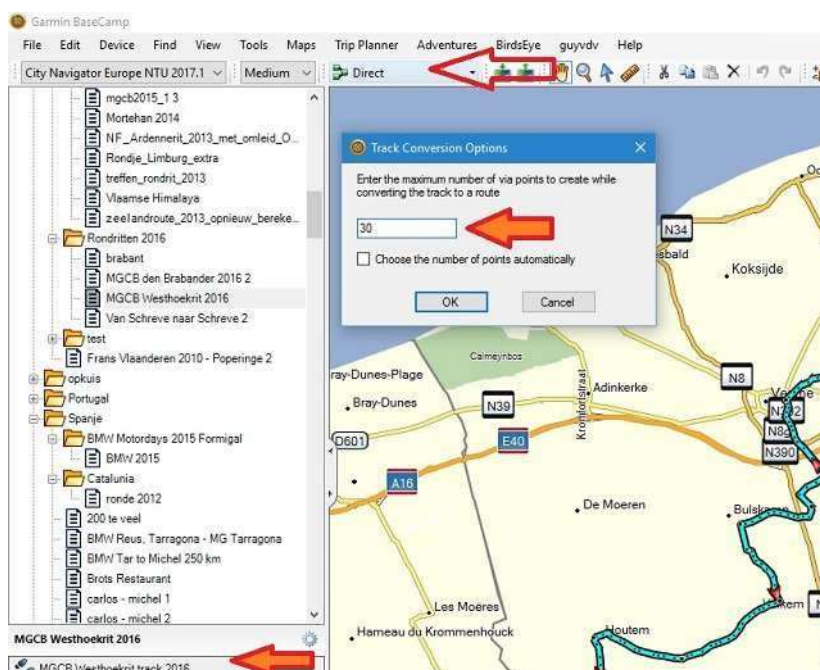 Garmin BaseCamp
File Edit Device Find View Tools Maps Trip Planner Adventures BirdsEye guyvdv Help
City Navigator Europe NTU 2017.1 Medium Direct
mgcb2015_1 3
Mortehan 2014
NF_Ardennerit_2013_met_omleid_O...
Rondje_Limburg_extra
treffen_rondrit_2013
Vlaamse Himalaya
zeelandroute_2013_opnieuw_bereke...
Rondritten 2016
brabant
MGCB den Brabander 2016 2
MGCB Westhoekrit 2016
Van Schreve naar Schreve 2
test
Frans Vlaanderen 2010 - Poperinge 2
opkuis
Portugal
Spanje
BMW Motordays 2015 Formigal
BMW 2015
Catalunia
ronde 2012
200 te veel
BMW Reus, Tarragona - MG Tarragona
BMW Tar to Michel 250 km
Brots Restaurant
carlos - michel 1
carlos - michel 2
MGCB Westhoekrit 2016
MGCB Westhoekrit track 2016
Track Conversion Options
Enter the maximum number of via points to create while
converting the track to a route
30
Choose the number of points automatically
OK Cancel
N34
sbald
Koksijde
Calmeynbos
ray-Dunes-Plage
Adinkerke
N8
Bray-Dunes
N39
Kromfortstraat
D601
E40
N390
A16
De Moeren
Les Moëres
Hameau du Krommenhouck
Houtem